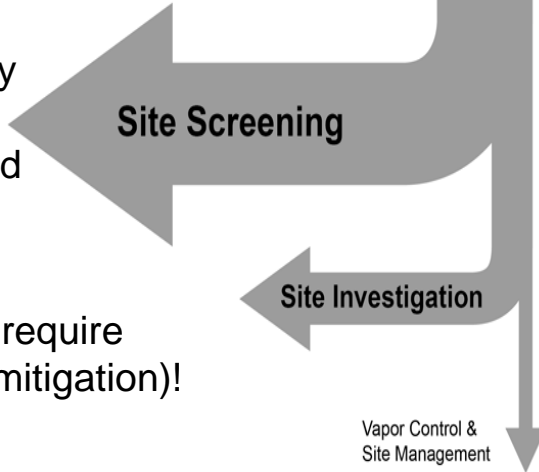 y
Site Screening
d
Site Investigation
require
mitigation)!
Vapor Control &
Site Management